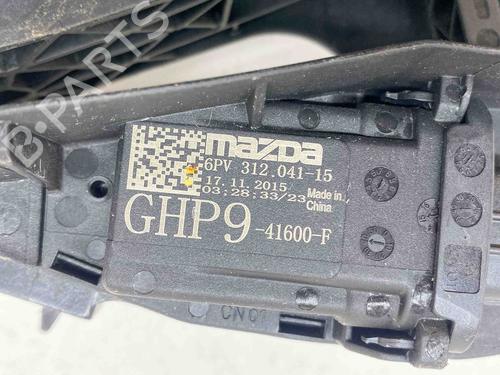 mazda
6PV 312.041-15
17.11.2015
03:28:33/23
Made in
China
GHP9 -41600-F
B-PARTS